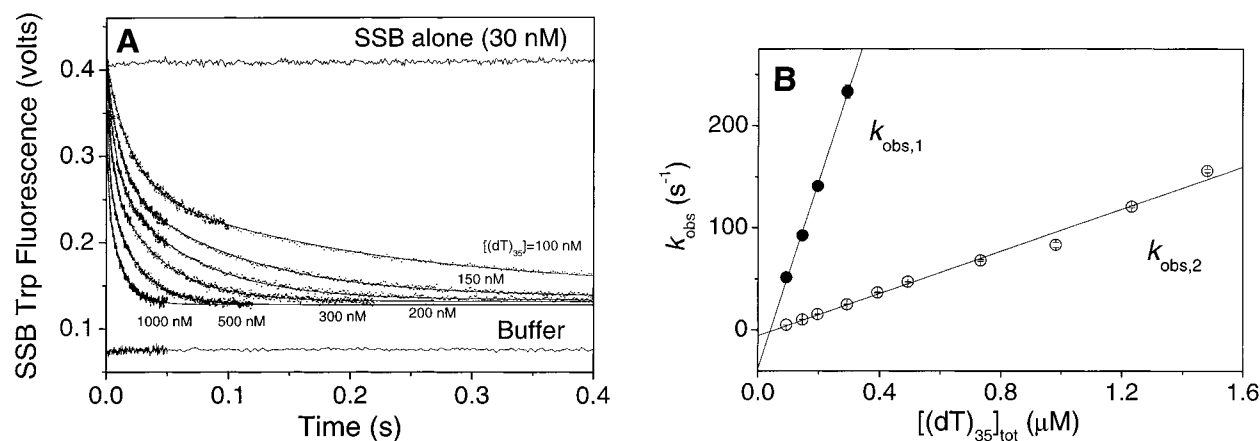 A
SSB alone (30 nM)
SSB Trp Fluorescence (volts)
0.4
0.3
0.2
0.1
[(dT)35]=100 nM
150 nM
1000 nM
500 nM
300 nM
200 nM
Buffer
0.0
0.1
0.2
0.3
0.4
Time (s)
B
kobs (s-1)
200
100
0
kobs,1
kobs,2
0.0
0.4
0.8
1.2
1.6
[(dT)35]tot (μM)